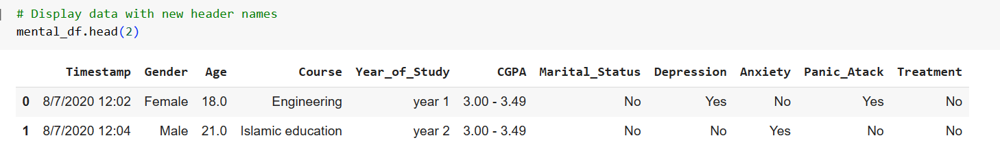 # Display data with new header names
mental_df.head(2)
Timestamp Gender Age Course Year_of_Study CGPA Marital_Status Depression Anxiety Panic_Atack Treatment
0 8/7/2020 12:02 Female 18.0 Engineering year 1 3.00 - 3.49 No Yes No Yes No
1 8/7/2020 12:04 Male 21.0 Islamic education year 2 3.00 - 3.49 No No Yes No No